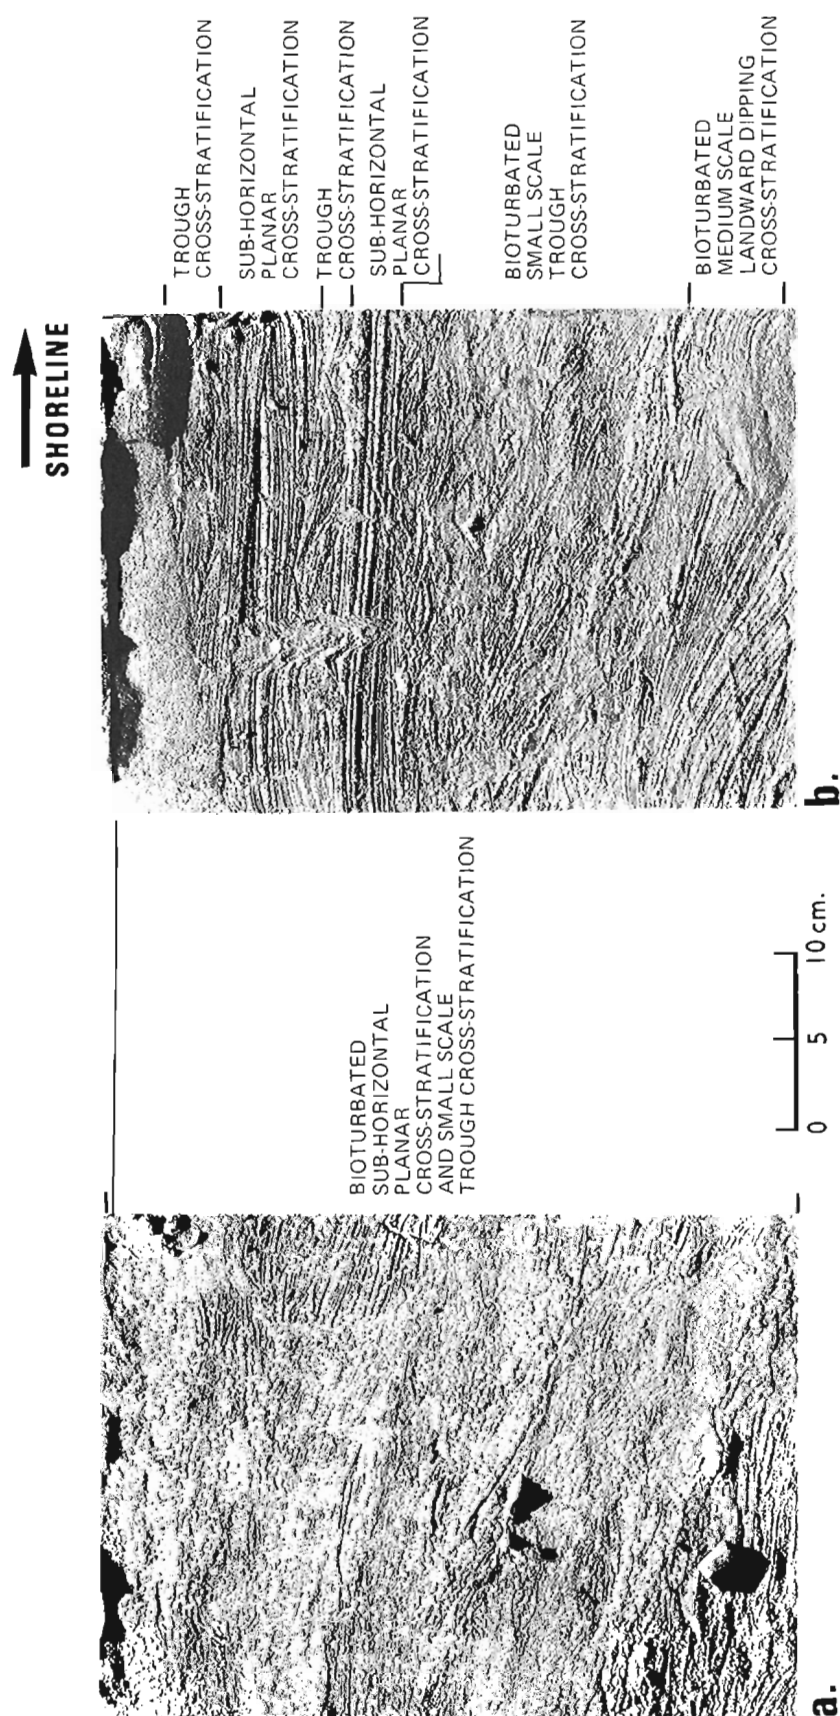 SHORELINE
TROUGH
CROSS-STRATIFICATION
SUB-HORIZONTAL
PLANAR
CROSS-STRATIFICATION
TROUGH
CROSS-STRATIFICATION
SUB-HORIZONTAL
PLANAR
CROSS-STRATIFICATION
BIOTURBATED
SMALL SCALE
TROUGH
CROSS-STRATIFICATION
BIOTURBATED
MEDIUM SCALE
LANDWARD DIPPING
CROSS-STRATIFICATION
b.
BIOTURBATED
SUB-HORIZONTAL
PLANAR
CROSS-STRATIFICATION
AND SMALL SCALE
TROUGH CROSS-STRATIFICATION
0 5 10 cm.
a.